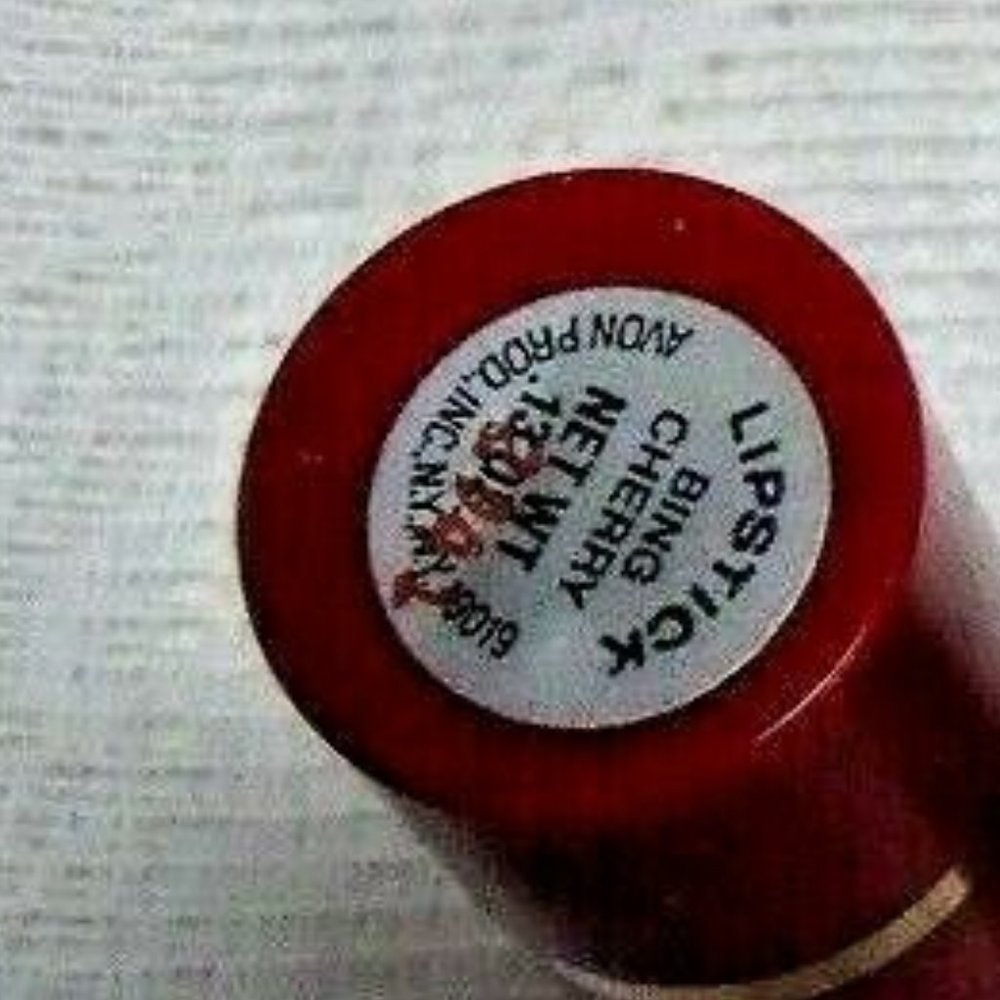 LIPSTICK
BING
CHERRY
NET WT
.13 OZ
AVON PROD., INC., N.Y., N.Y. 10019